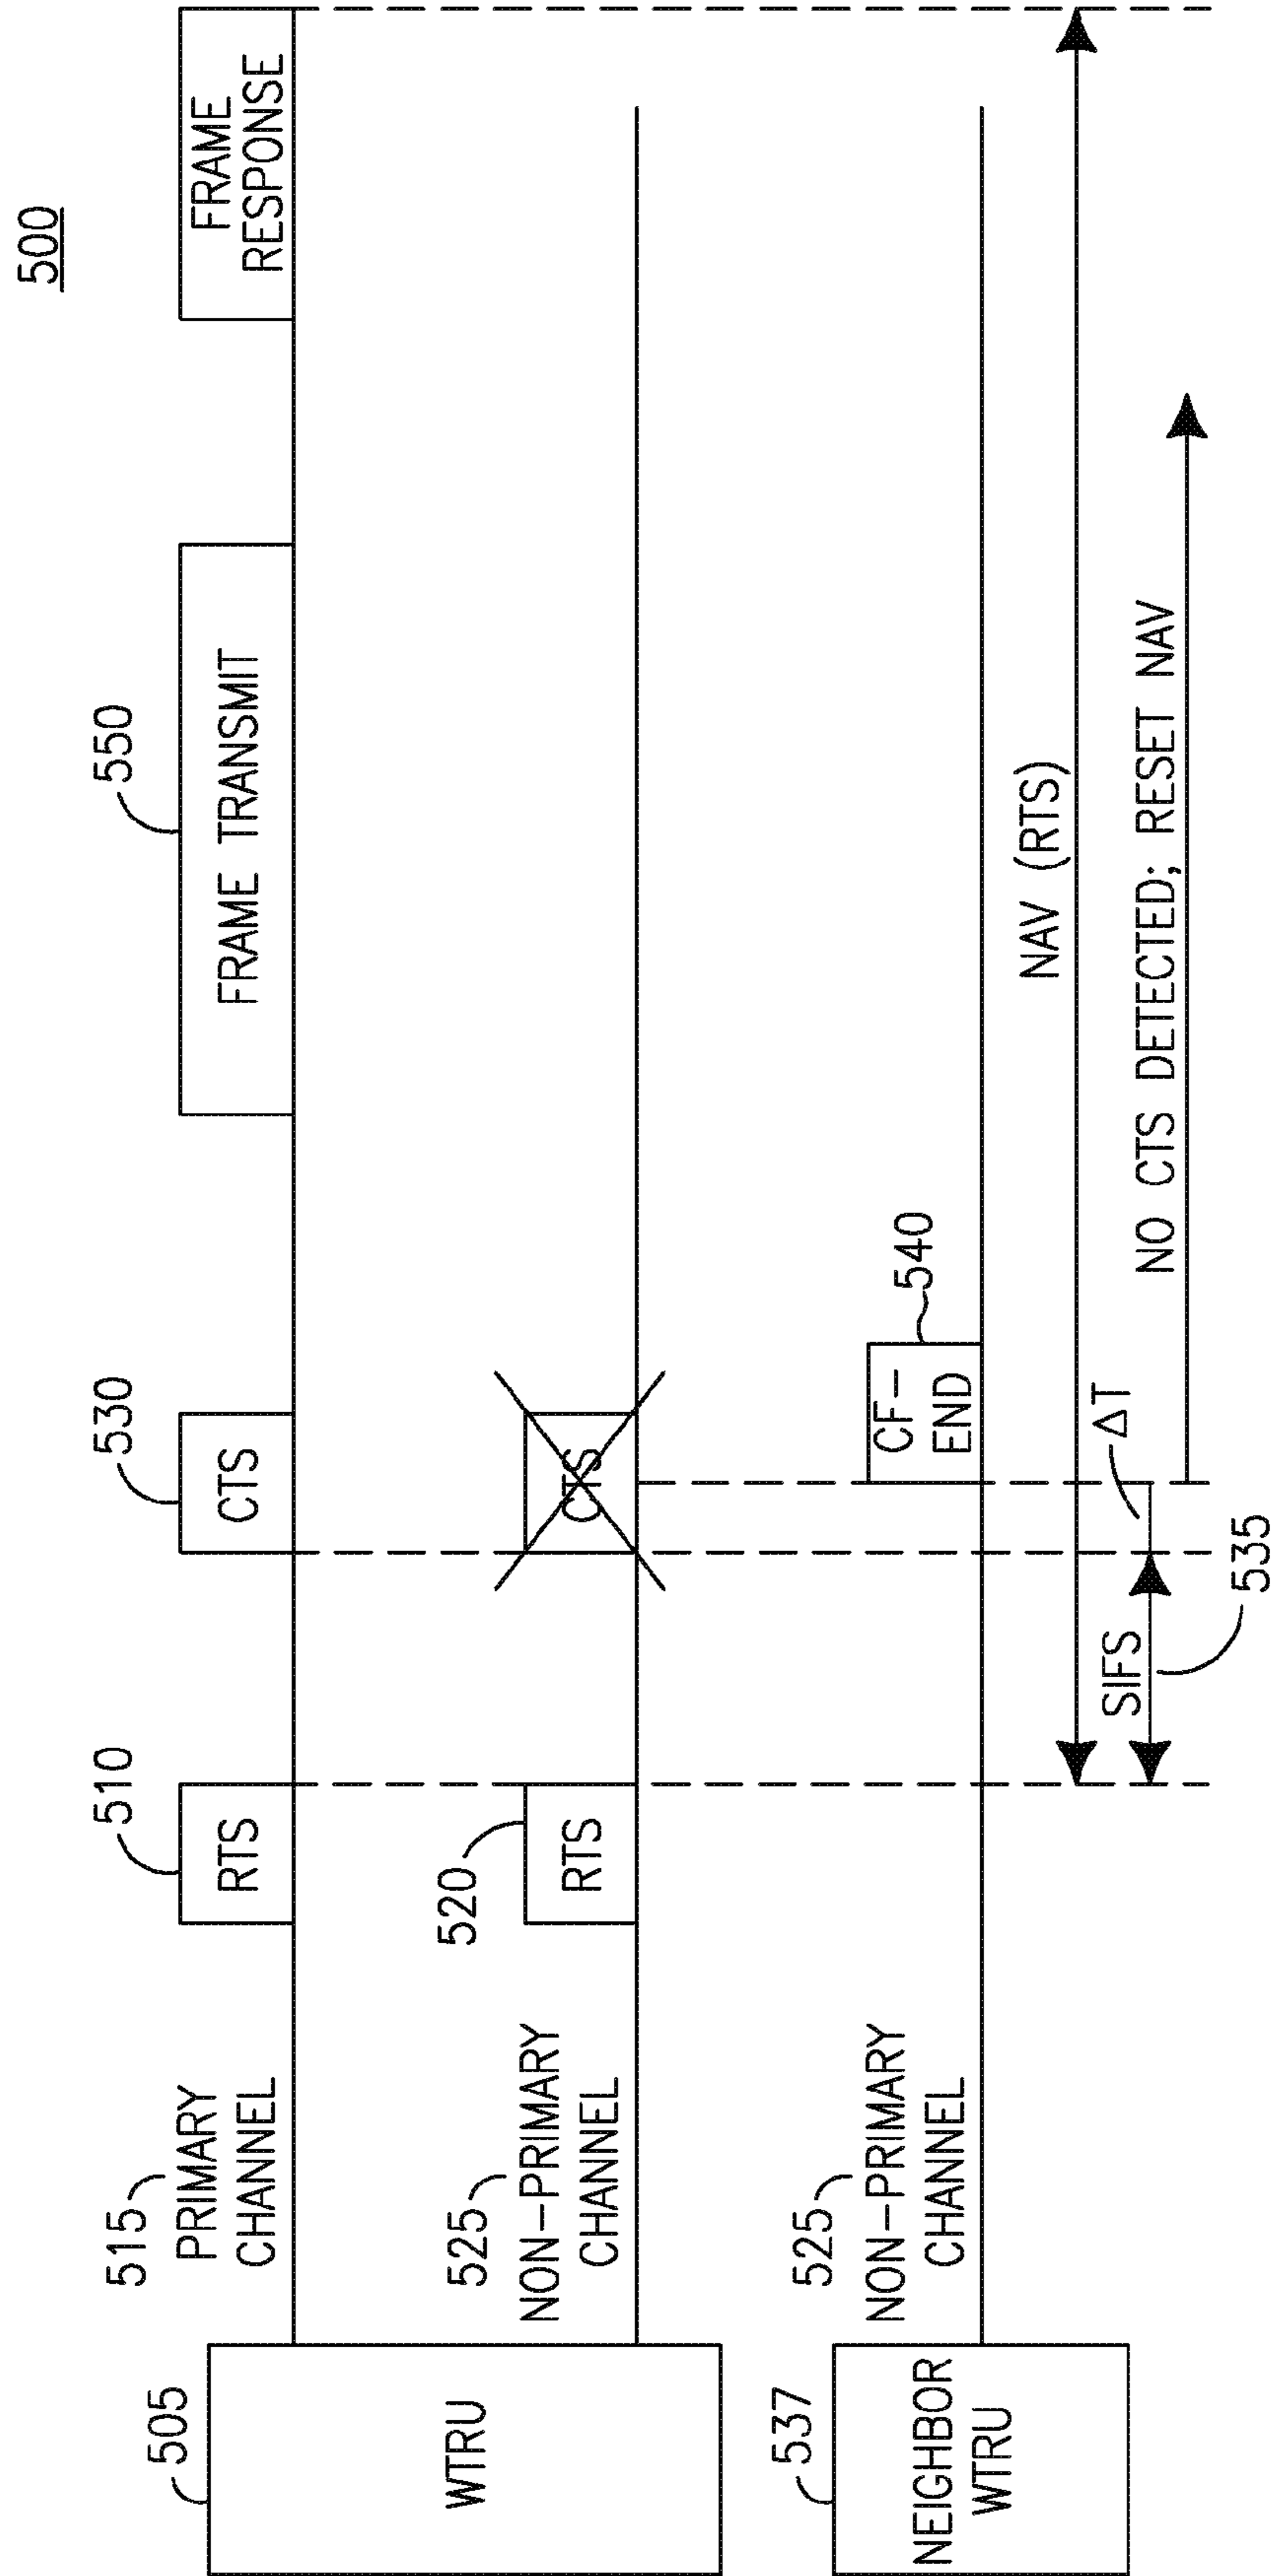 500
505
WTRU
515
PRIMARY
CHANNEL
510
RTS
530
CTS
550
FRAME TRANSMIT
FRAME
RESPONSE
525
NON-PRIMARY
CHANNEL
520
RTS
CTS
537
NEIGHBOR
WTRU
525
NON-PRIMARY
CHANNEL
CF-
END
540
NAV (RTS)
SIFS
ΔT
535
NO CTS DETECTED; RESET NAV